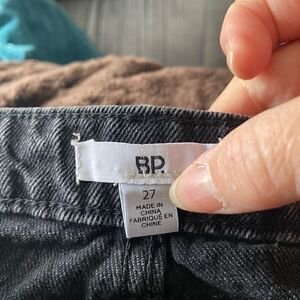 BP.
27
MADE IN
CHINA
FABRIQUÉ EN
CHINE